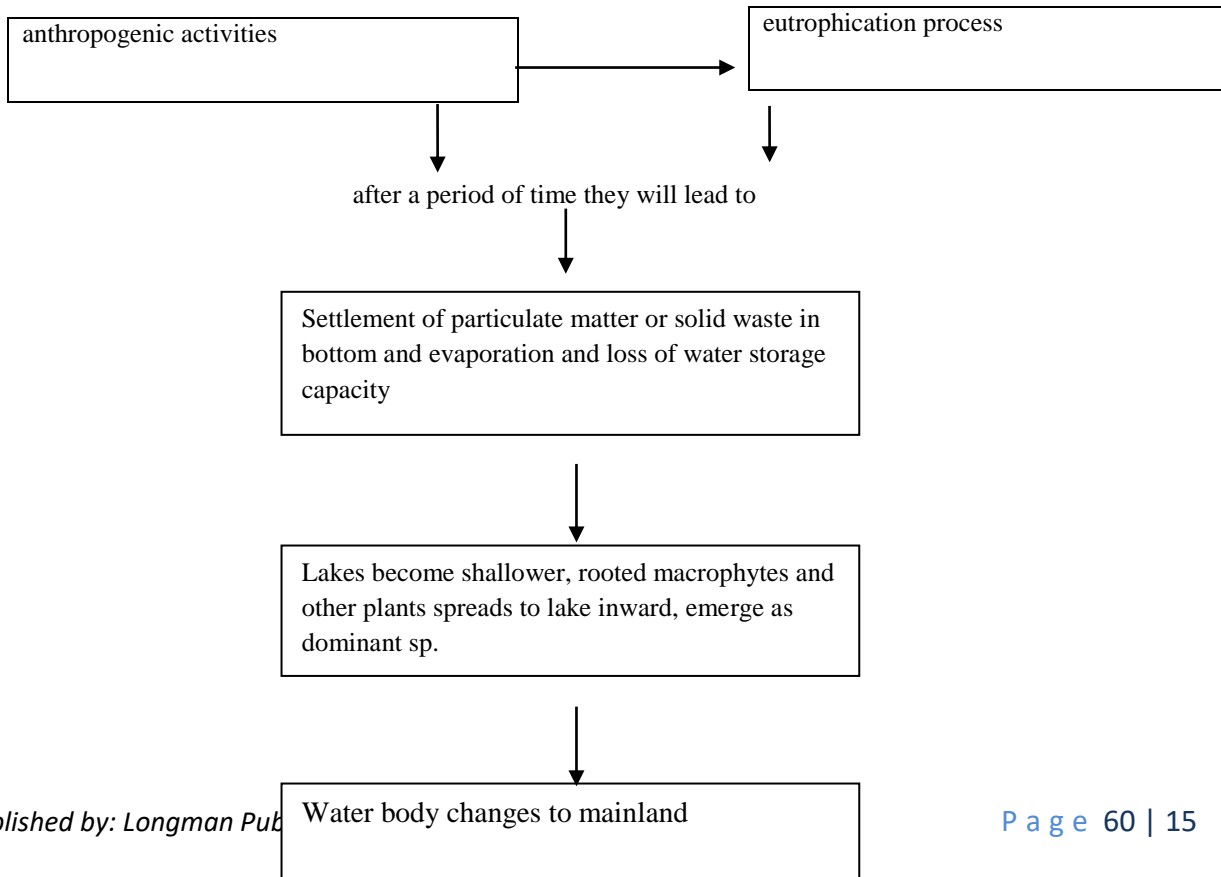 anthropogenic activities
eutrophication process
after a period of time they will lead to
Settlement of particulate matter or solid waste in
bottom and evaporation and loss of water storage
capacity
Lakes become shallower, rooted macrophytes and
other plants spreads to lake inward, emerge as
dominant sp.
Water body changes to mainland
by: Longman
P a g e 60 | 15